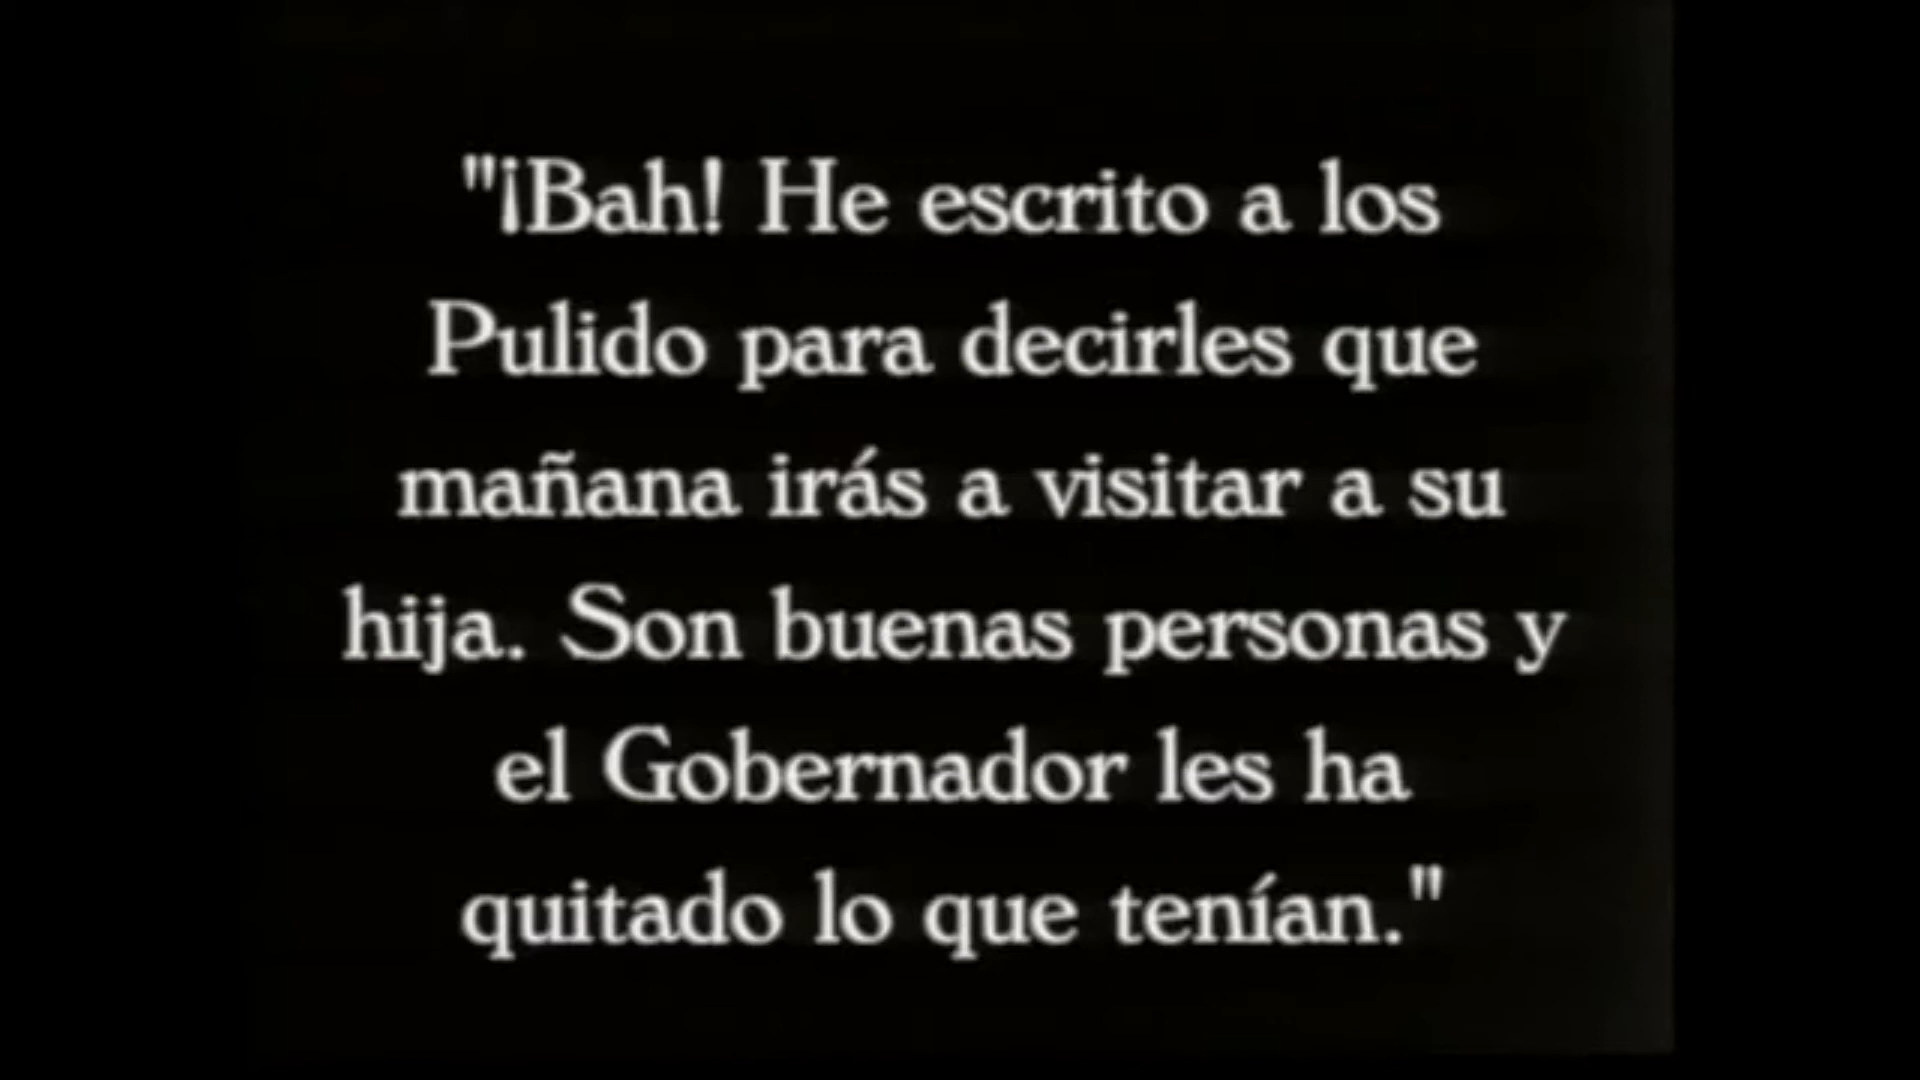 "¡Bah! He escrito a los
Pulido para decirles que
mañana irás a visitar a su
hija. Son buenas personas y
el Gobernador les ha
quitado lo que tenían."